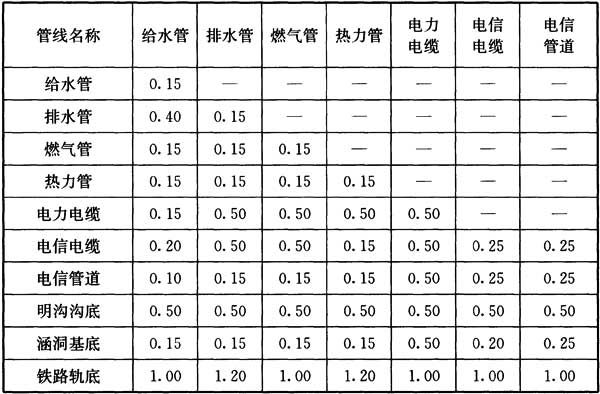 管线名称 给水管 排水管 燃气管 热力管 电力电缆 电信电缆 电信管道
给水管 0.15 — — — — — —
排水管 0.40 0.15 — — — — —
燃气管 0.15 0.15 0.15 — — — —
热力管 0.15 0.15 0.15 0.15 — — —
电力电缆 0.15 0.50 0.50 0.50 0.50 — —
电信电缆 0.20 0.50 0.50 0.15 0.50 0.25 0.25
电信管道 0.10 0.15 0.15 0.15 0.50 0.25 0.25
明沟沟底 0.50 0.50 0.50 0.50 0.50 0.50 0.50
涵洞基底 0.15 0.15 0.15 0.15 0.50 0.20 0.25
铁路轨底 1.00 1.20 1.00 1.20 1.00 1.00 1.00